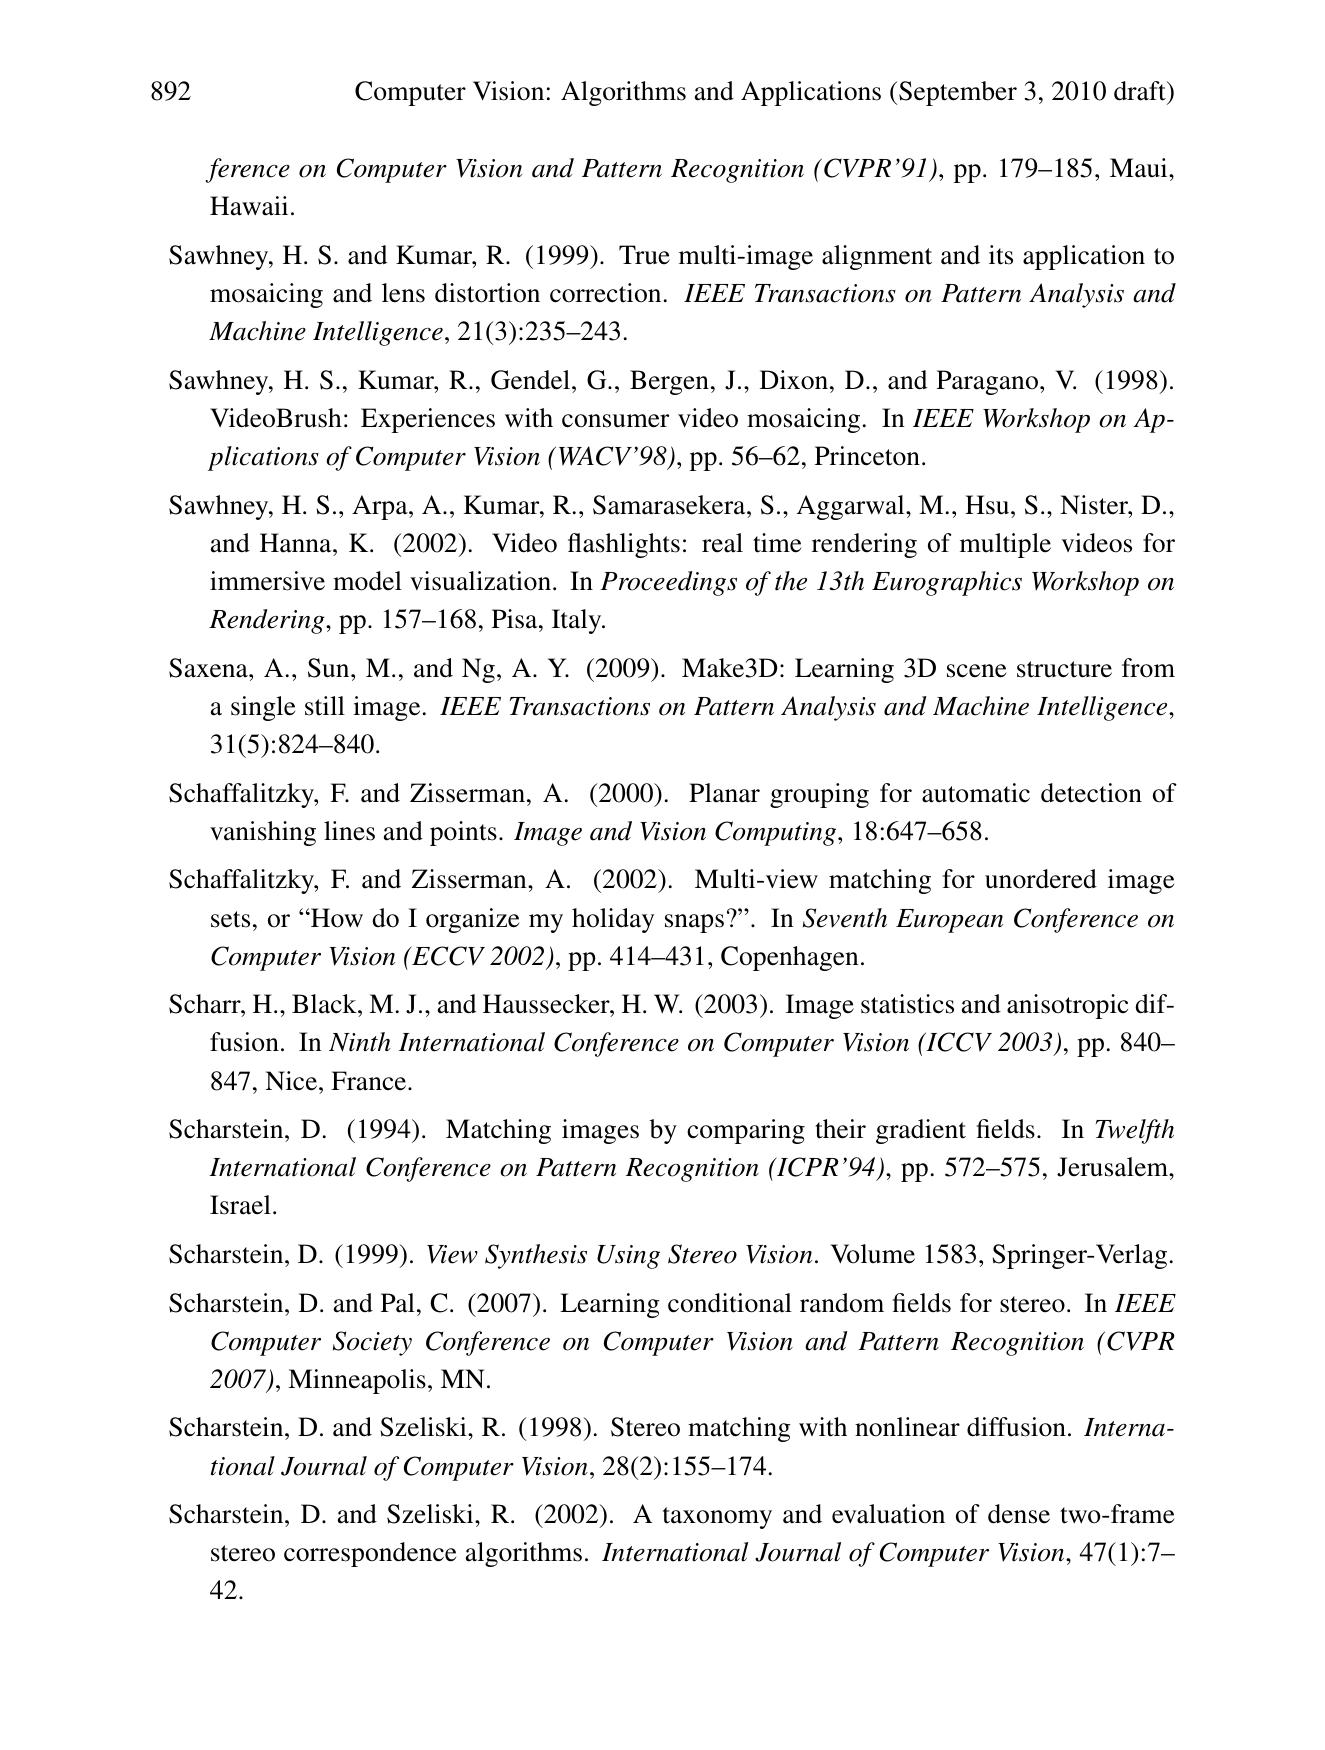 892 Computer Vision: Algorithms and Applications (September 3, 2010 draft)
ference on Computer Vision and Pattern Recognition (CVPR’91), pp. 179–185, Maui,
Hawaii.
Sawhney, H. S. and Kumar, R. (1999). True multi-image alignment and its application to
mosaicing and lens distortion correction. IEEE Transactions on Pattern Analysis and
Machine Intelligence, 21(3):235–243.
Sawhney, H. S., Kumar, R., Gendel, G., Bergen, J., Dixon, D., and Paragano, V. (1998).
VideoBrush: Experiences with consumer video mosaicing. In IEEE Workshop on Ap-
plications of Computer Vision (WACV’98), pp. 56–62, Princeton.
Sawhney, H. S., Arpa, A., Kumar, R., Samarasekera, S., Aggarwal, M., Hsu, S., Nister, D.,
and Hanna, K. (2002). Video flashlights: real time rendering of multiple videos for
immersive model visualization. In Proceedings of the 13th Eurographics Workshop on
Rendering, pp. 157–168, Pisa, Italy.
Saxena, A., Sun, M., and Ng, A. Y. (2009). Make3D: Learning 3D scene structure from
a single still image. IEEE Transactions on Pattern Analysis and Machine Intelligence,
31(5):824–840.
Schaffalitzky, F. and Zisserman, A. (2000). Planar grouping for automatic detection of
vanishing lines and points. Image and Vision Computing, 18:647–658.
Schaffalitzky, F. and Zisserman, A. (2002). Multi-view matching for unordered image
sets, or “How do I organize my holiday snaps?”. In Seventh European Conference on
Computer Vision (ECCV 2002), pp. 414–431, Copenhagen.
Scharr, H., Black, M. J., and Haussecker, H. W. (2003). Image statistics and anisotropic dif-
fusion. In Ninth International Conference on Computer Vision (ICCV 2003), pp. 840–
847, Nice, France.
Scharstein, D. (1994). Matching images by comparing their gradient fields. In Twelfth
International Conference on Pattern Recognition (ICPR’94), pp. 572–575, Jerusalem,
Israel.
Scharstein, D. (1999). View Synthesis Using Stereo Vision. Volume 1583, Springer-Verlag.
Scharstein, D. and Pal, C. (2007). Learning conditional random fields for stereo. In IEEE
Computer Society Conference on Computer Vision and Pattern Recognition (CVPR
2007), Minneapolis, MN.
Scharstein, D. and Szeliski, R. (1998). Stereo matching with nonlinear diffusion. Interna-
tional Journal of Computer Vision, 28(2):155–174.
Scharstein, D. and Szeliski, R. (2002). A taxonomy and evaluation of dense two-frame
stereo correspondence algorithms. International Journal of Computer Vision, 47(1):7–
42.